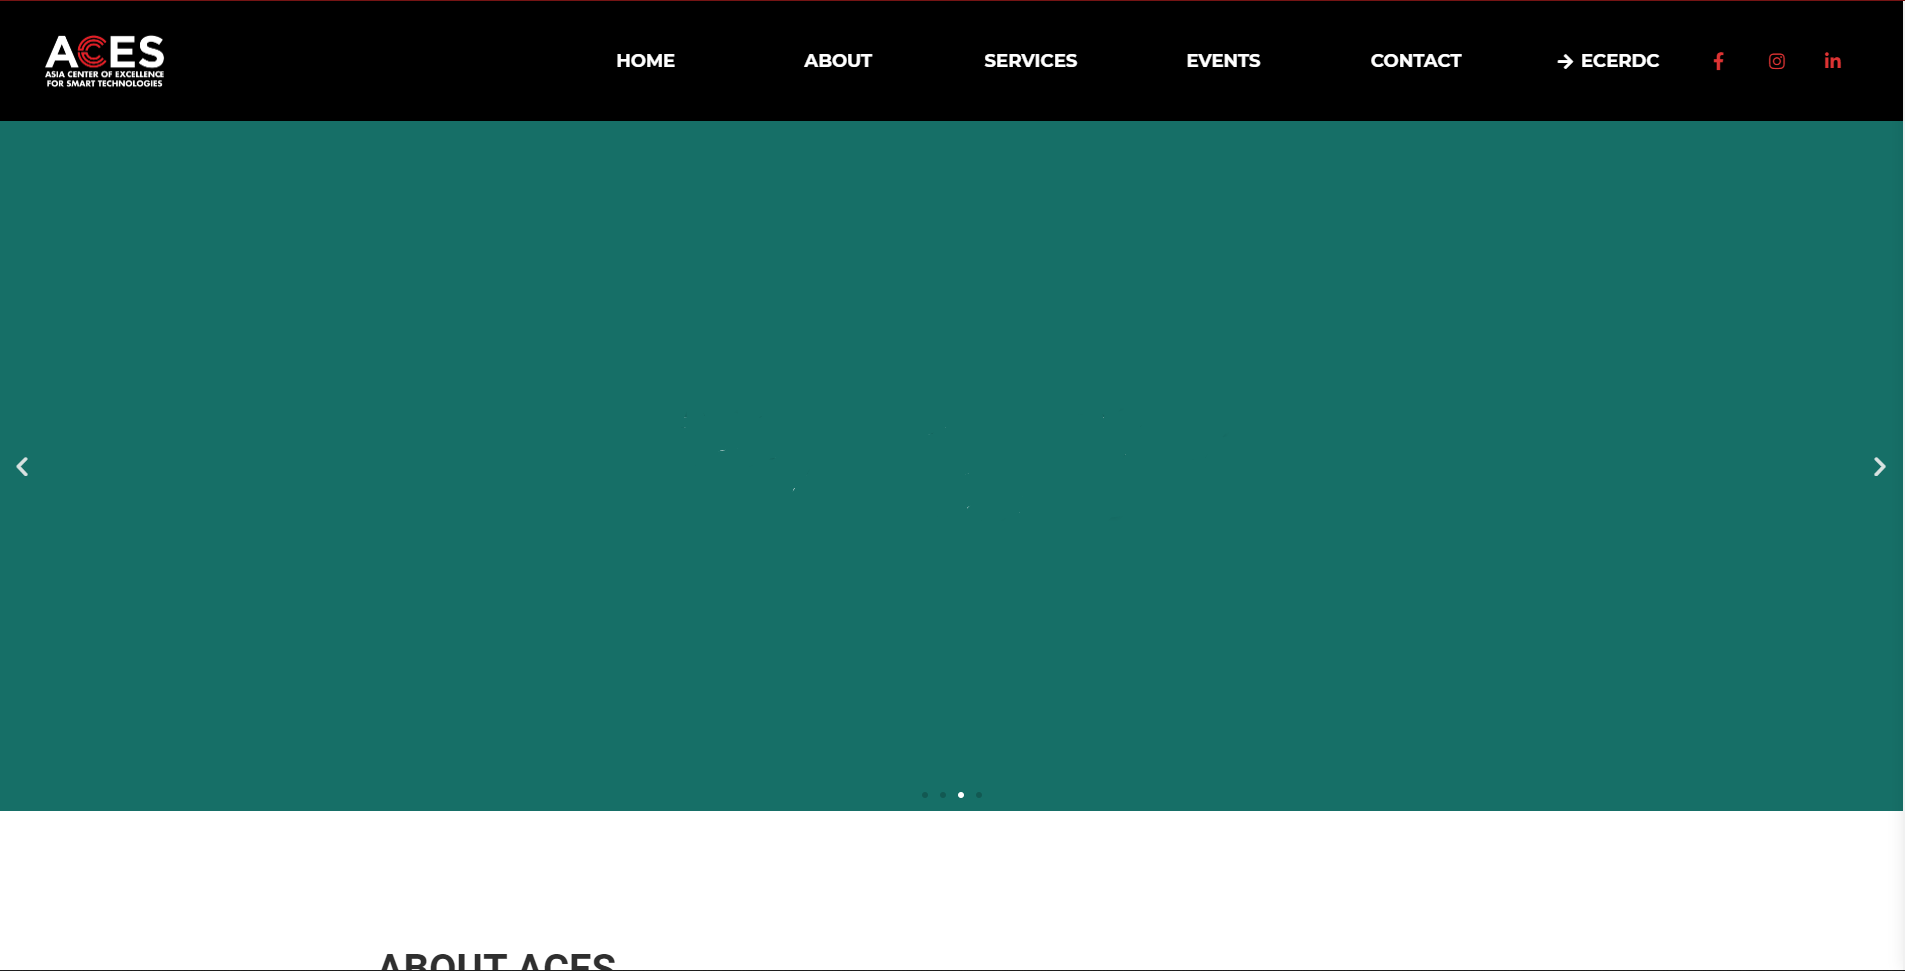 ACES
ASIA CENTER OF EXCELLENCE
FOR SMART TECHNOLOGIES
HOME
ABOUT
SERVICES
EVENTS
CONTACT
→ ECERDC
ABOUT ACES